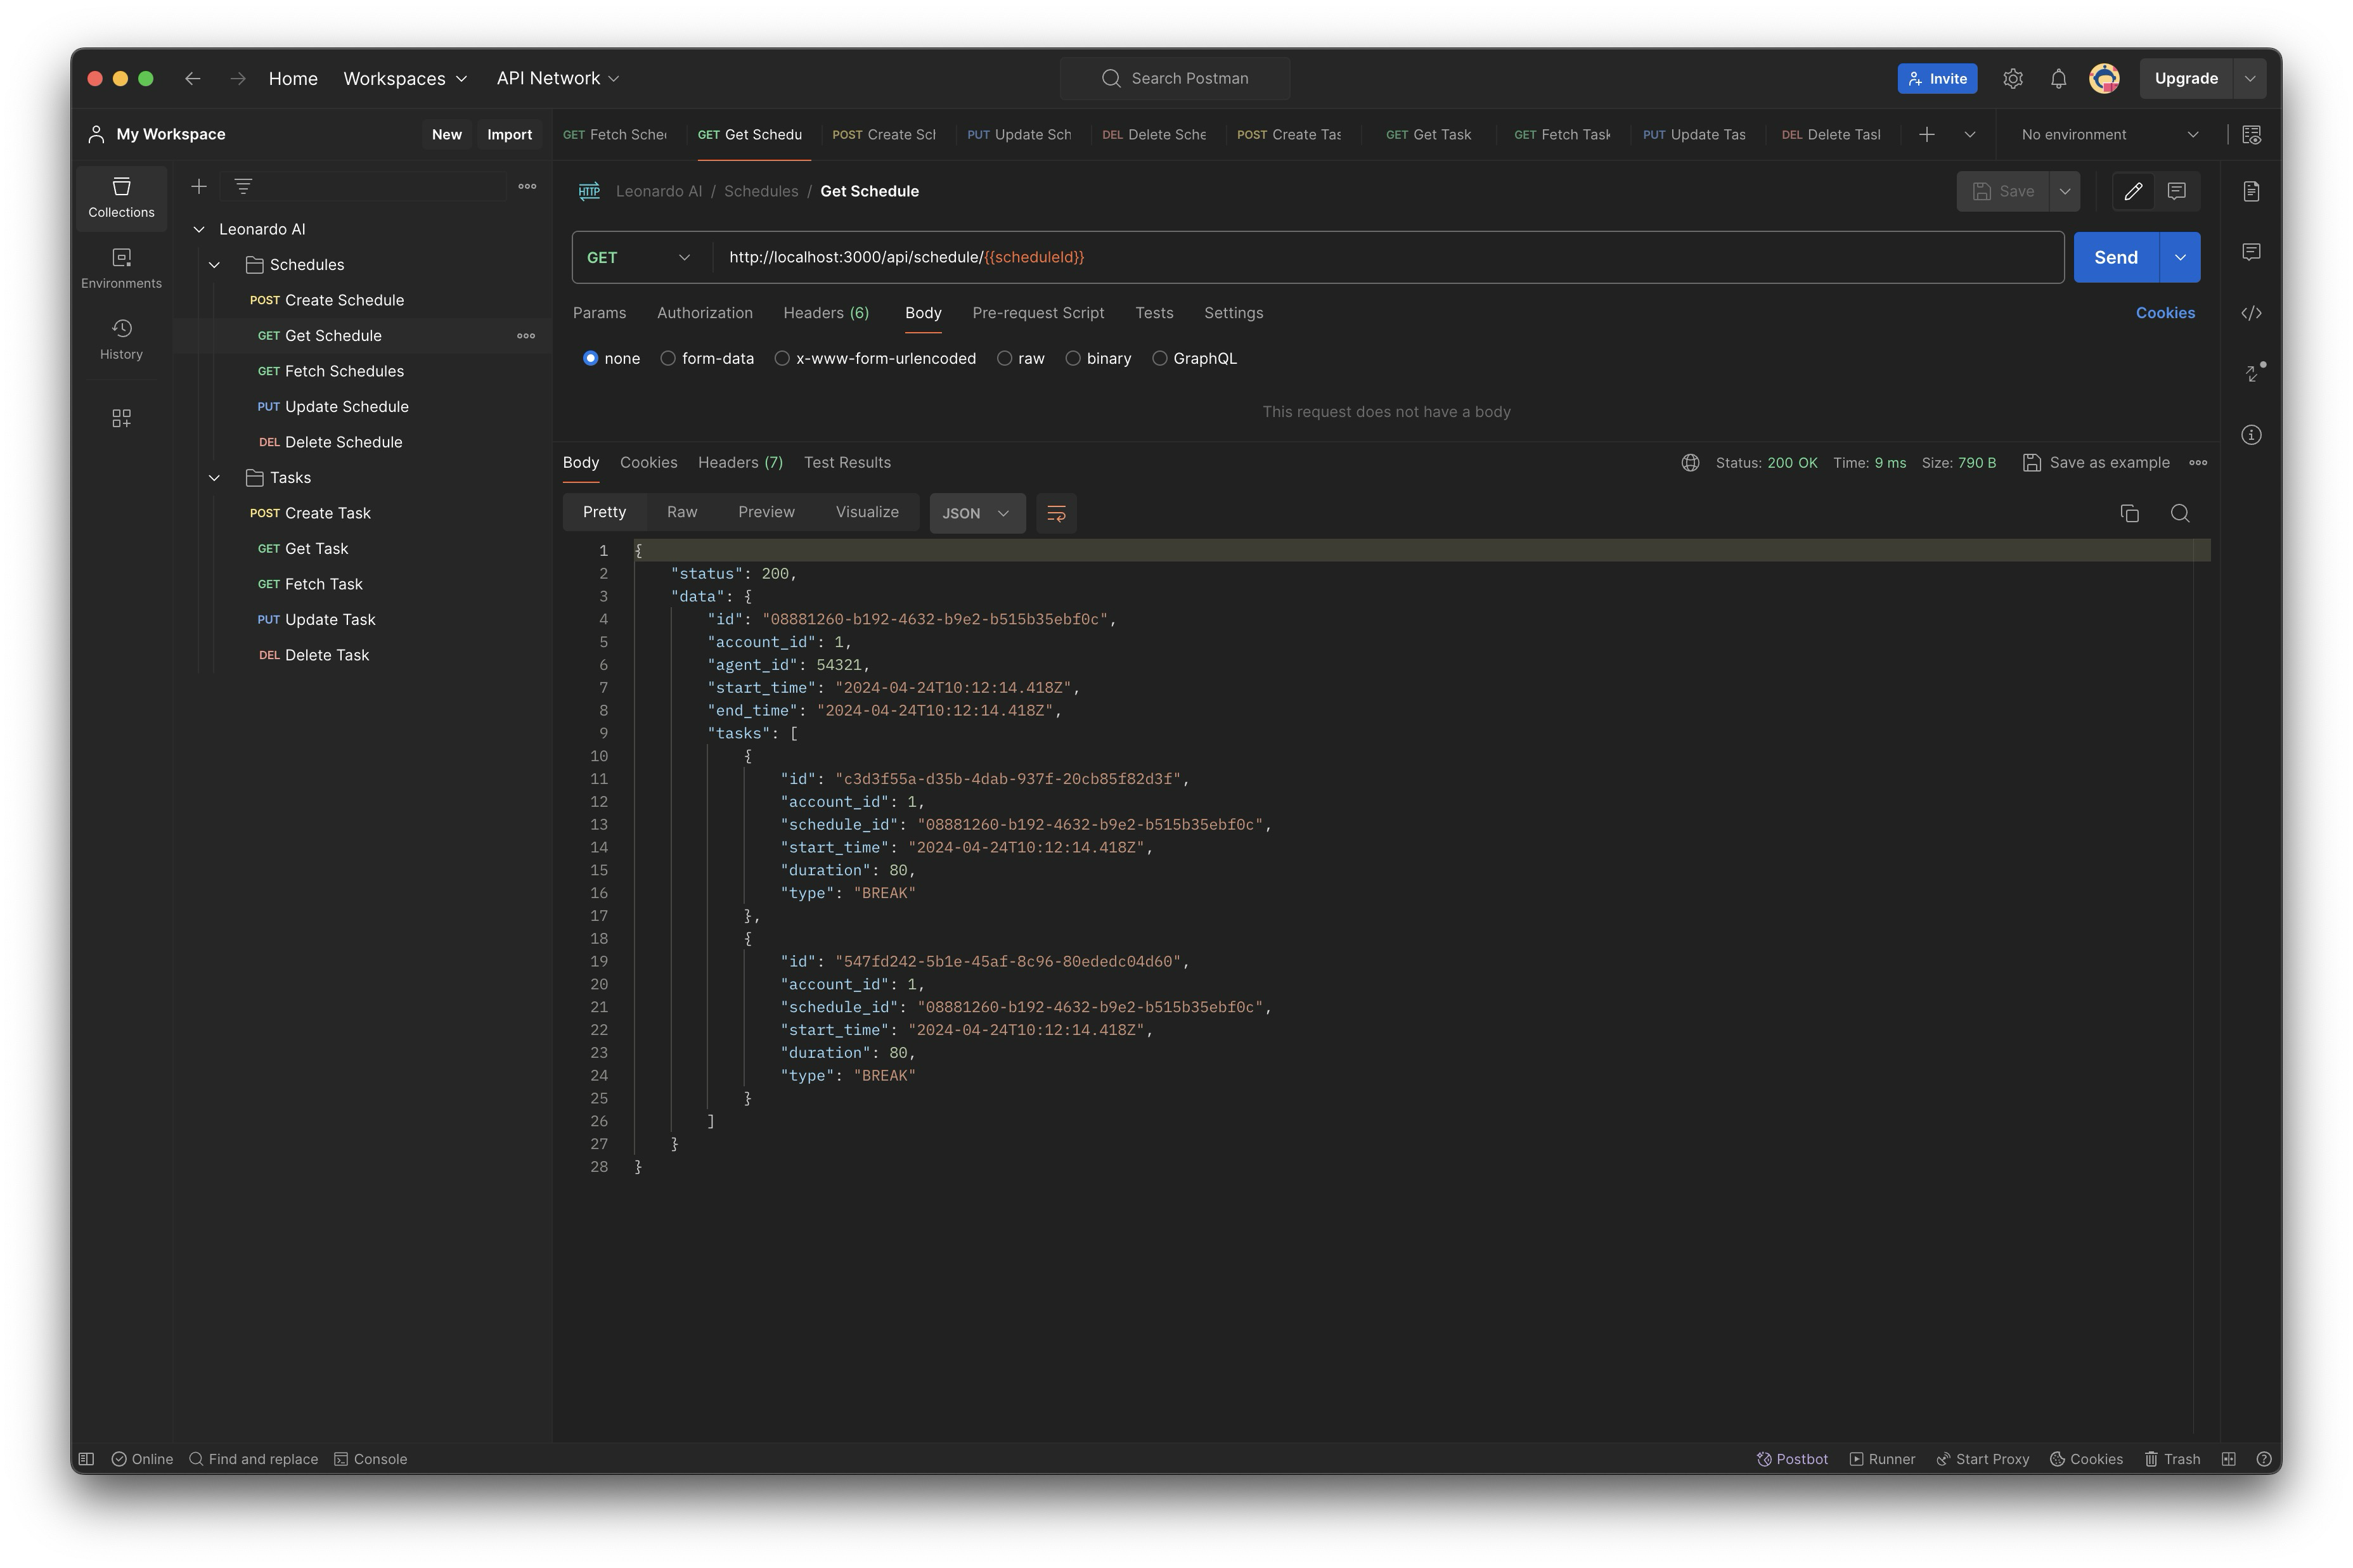 Home Workspaces API Network Search Postman Invite Upgrade
My Workspace New Import
GET Fetch Sche GET Get Schedu POST Create Scl PUT Update Sch DEL Delete Sche POST Create Tas GET Get Task GET Fetch Task PUT Update Tas DEL Delete Tasl No environment
Collections
Environments
History
Leonardo AI
Schedules
POST Create Schedule
GET Get Schedule
GET Fetch Schedules
PUT Update Schedule
DEL Delete Schedule
Tasks
POST Create Task
GET Get Task
GET Fetch Task
PUT Update Task
DEL Delete Task
HTTP Leonardo AI / Schedules / Get Schedule Save
GET http://localhost:3000/api/schedule/{{scheduleId}} Send
Params Authorization Headers (6) Body Pre-request Script Tests Settings Cookies
none form-data x-www-form-urlencoded raw binary GraphQL
This request does not have a body
Body Cookies Headers (7) Test Results Status: 200 OK Time: 9 ms Size: 790 B Save as example
Pretty Raw Preview Visualize JSON
1 {
2 "status": 200,
3 "data": {
4 "id": "08881260-b192-4632-b9e2-b515b35ebf0c",
5 "account_id": 1,
6 "agent_id": 54321,
7 "start_time": "2024-04-24T10:12:14.418Z",
8 "end_time": "2024-04-24T10:12:14.418Z",
9 "tasks": [
10 {
11 "id": "c3d3f55a-d35b-4dab-937f-20cb85f82d3f",
12 "account_id": 1,
13 "schedule_id": "08881260-b192-4632-b9e2-b515b35ebf0c",
14 "start_time": "2024-04-24T10:12:14.418Z",
15 "duration": 80,
16 "type": "BREAK"
17 },
18 {
19 "id": "547fd242-5b1e-45af-8c96-80ededc04d60",
20 "account_id": 1,
21 "schedule_id": "08881260-b192-4632-b9e2-b515b35ebf0c",
22 "start_time": "2024-04-24T10:12:14.418Z",
23 "duration": 80,
24 "type": "BREAK"
25 }
26 ]
27 }
28 }
Online Find and replace Console Postbot Runner Start Proxy Cookies Trash